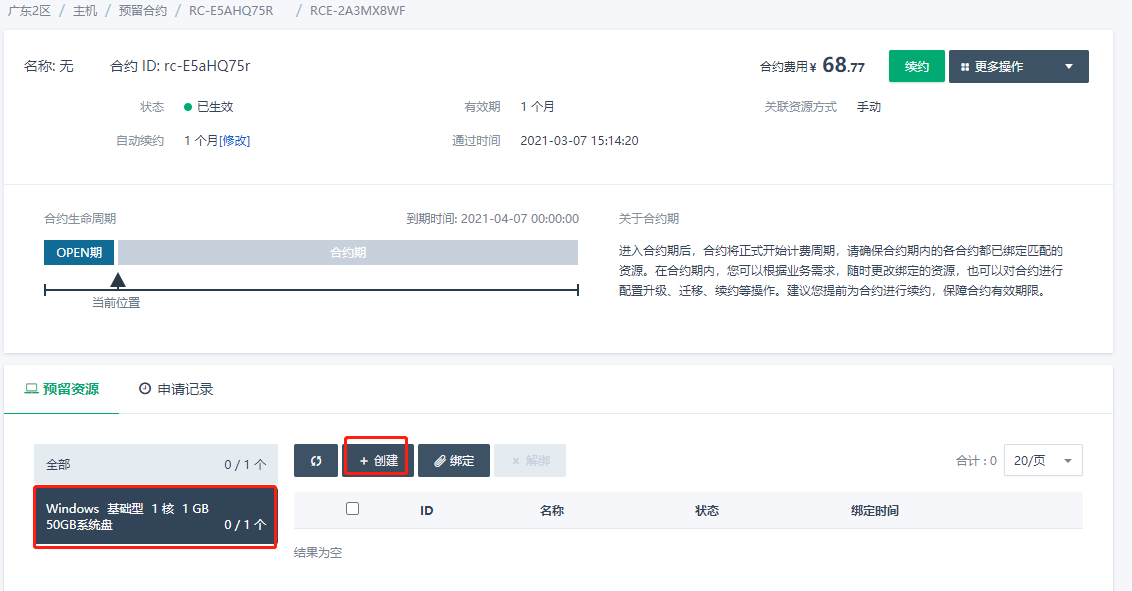 广东2区 / 主机 / 预留合约 / RC-E5AHQ75R / RCE-2A3MX8WF
名称: 无 合约 ID: rc-E5aHQ75r 合约费用¥ 68.77 续约 更多操作
状态 已生效 有效期 1 个月 关联资源方式 手动
自动续约 1 个月[修改] 通过时间 2021-03-07 15:14:20
合约生命周期 到期时间: 2021-04-07 00:00:00
OPEN期 合约期
当前位置
关于合约期
进入合约期后，合约将正式开始计费周期，请确保合约期内的各合约都已绑定匹配的
资源。在合约期内，您可以根据业务需求，随时更改绑定的资源，也可以对合约进行
配置升级、迁移、续约等操作。建议您提前为合约进行续约，保障合约有效期限。
预留资源 申请记录
全部 0 / 1 个
Windows 基础型 1 核 1 GB
50GB系统盘 0 / 1 个
+ 创建 绑定 × 解绑 合计 : 0 20/页
ID 名称 状态 绑定时间
结果为空